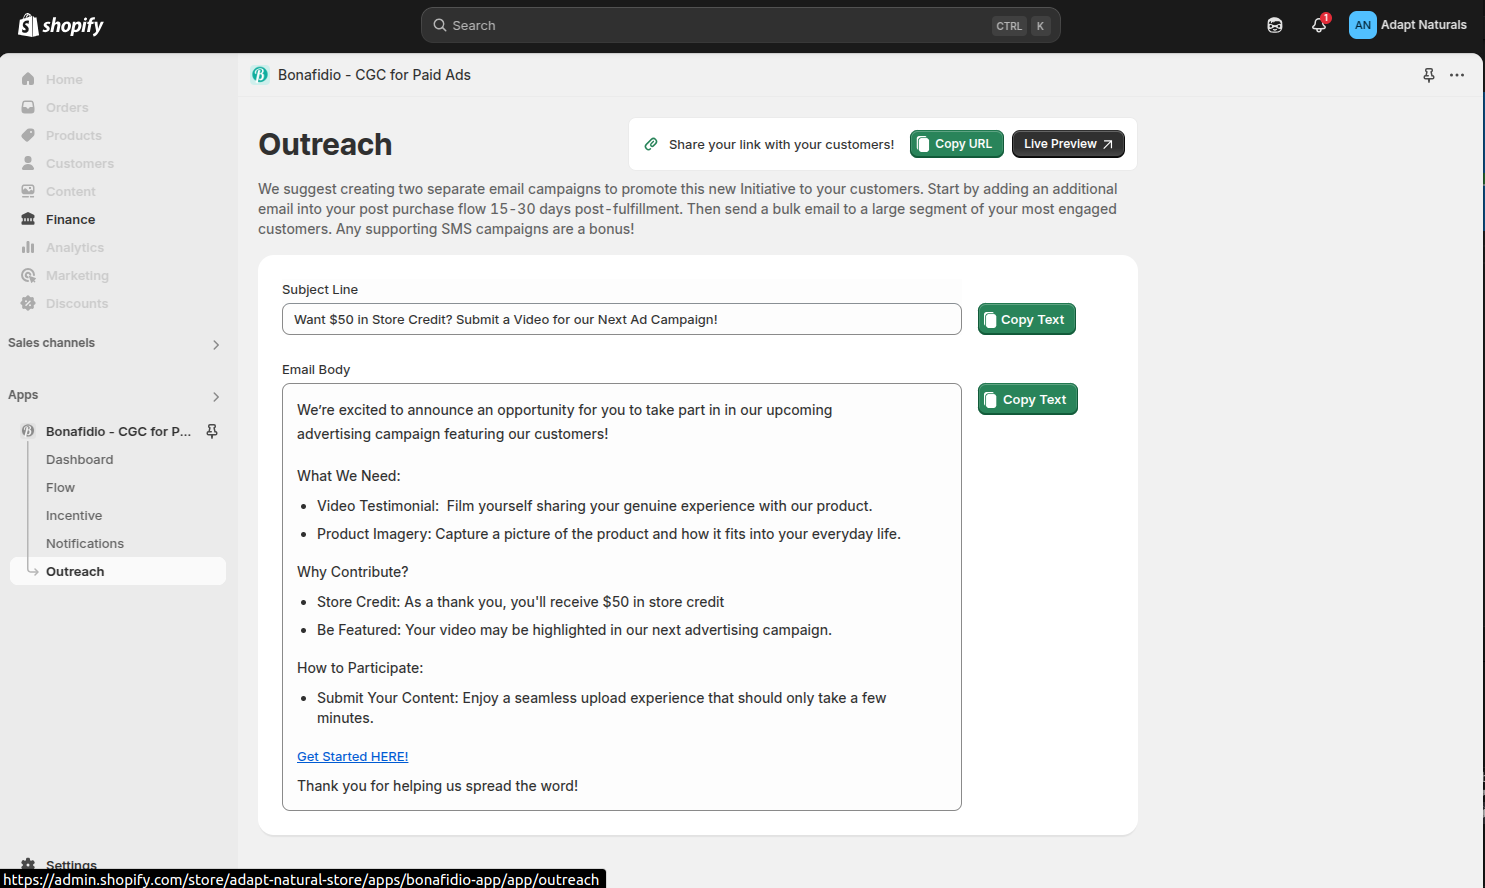 shopify
Search
CTRL K
1
AN
Adapt Naturals
Home
Orders
Products
Customers
Content
Finance
Analytics
Marketing
Discounts
Sales channels
Apps
Bonafidio - CGC for P...
Dashboard
Flow
Incentive
Notifications
Outreach
Settings
Bonafidio - CGC for Paid Ads
Outreach
Share your link with your customers!
Copy URL
Live Preview
We suggest creating two separate email campaigns to promote this new Initiative to your customers. Start by adding an additional
email into your post purchase flow 15-30 days post-fulfillment. Then send a bulk email to a large segment of your most engaged
customers. Any supporting SMS campaigns are a bonus!
Subject Line
Want $50 in Store Credit? Submit a Video for our Next Ad Campaign!
Copy Text
Email Body
Copy Text
We’re excited to announce an opportunity for you to take part in in our upcoming
advertising campaign featuring our customers!
What We Need:
• Video Testimonial:  Film yourself sharing your genuine experience with our product.
• Product Imagery: Capture a picture of the product and how it fits into your everyday life.
Why Contribute?
• Store Credit: As a thank you, you'll receive $50 in store credit
• Be Featured: Your video may be highlighted in our next advertising campaign.
How to Participate:
• Submit Your Content: Enjoy a seamless upload experience that should only take a few
minutes.
Get Started HERE!
Thank you for helping us spread the word!
https://admin.shopify.com/store/adapt-natural-store/apps/bonafidio-app/app/outreach